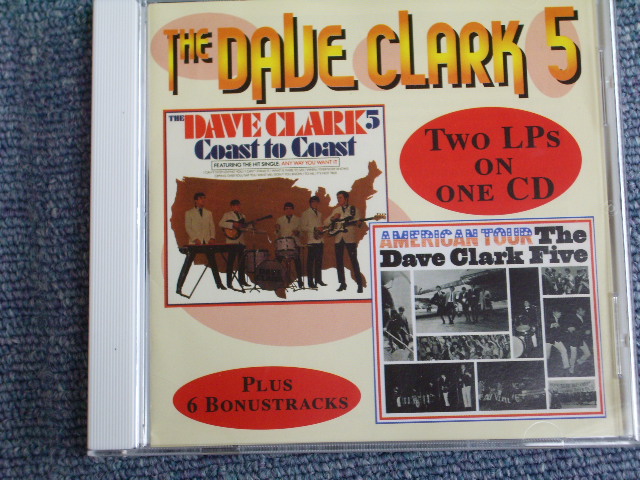 THE DAVE CLARK 5
THE DAVE CLARK 5
Coast to Coast
FEATURING THE HIT SINGLE: ANY WAY YOU WANT IT
TWO LPS
ON
ONE CD
AMERICAN TOUR The
Dave Clark Five
PLUS
6 BONUSTRACKS